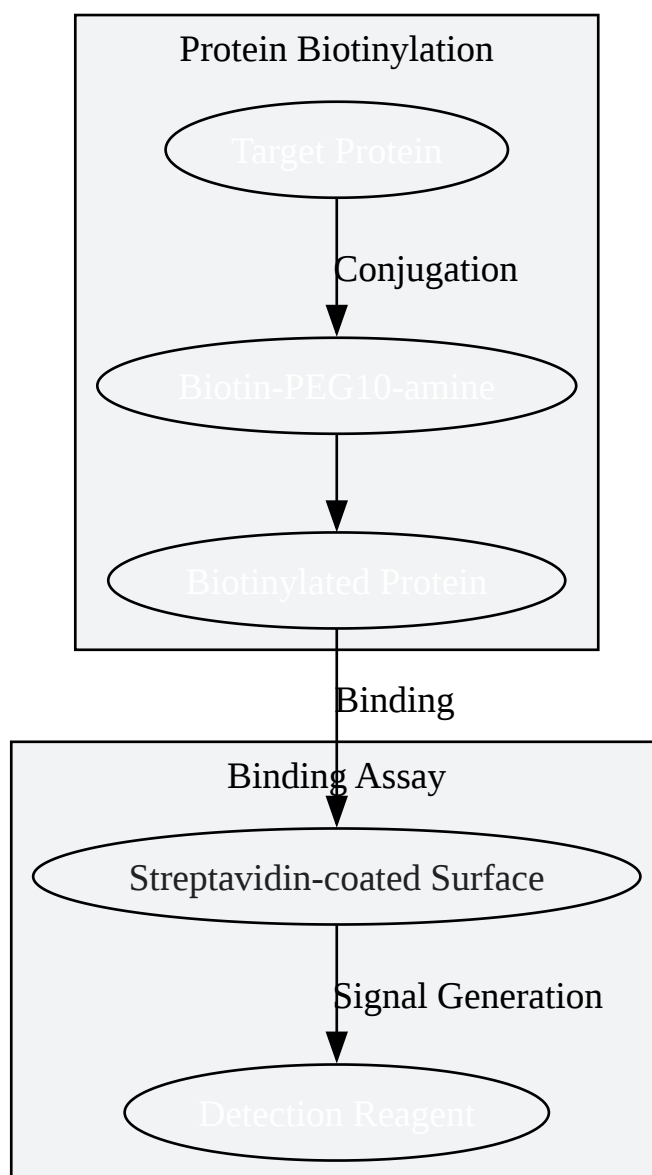 Protein Biotinylation
Target Protein
Conjugation
Biotin-PEG10-amine
Biotinylated Protein
Binding
Binding Assay
Streptavidin-coated Surface
Signal Generation
Detection Reagent